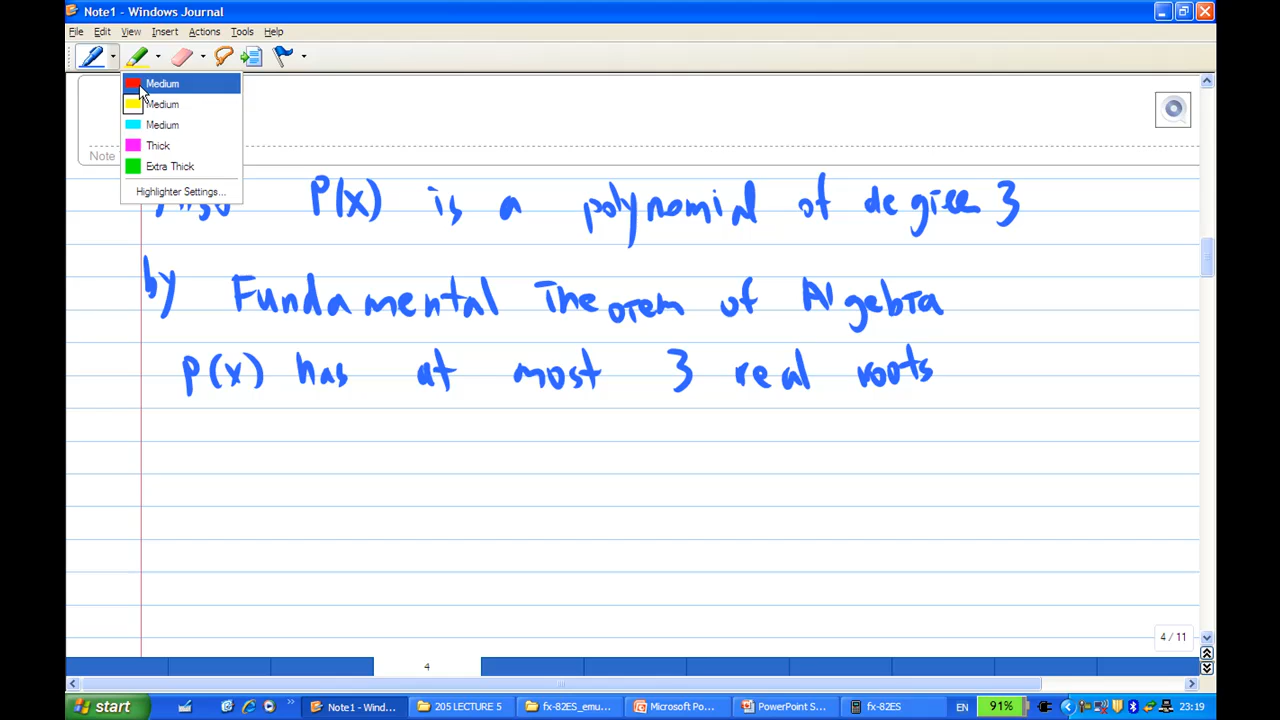 Note1 - Windows Journal
File Edit View Insert Actions Tools Help
Medium
Medium
Medium
Thick
Extra Thick
Highlighter Settings...
Note
P(x) is a polynomial of degree 3
by Fundamental Theorem of Algebra
P(x) has at most 3 real roots
4 / 11
4
start
Note1 - Wind...
205 LECTURE 5
fx-82ES_emu...
Microsoft Po...
PowerPoint S...
fx-82ES
EN
91%
23:19